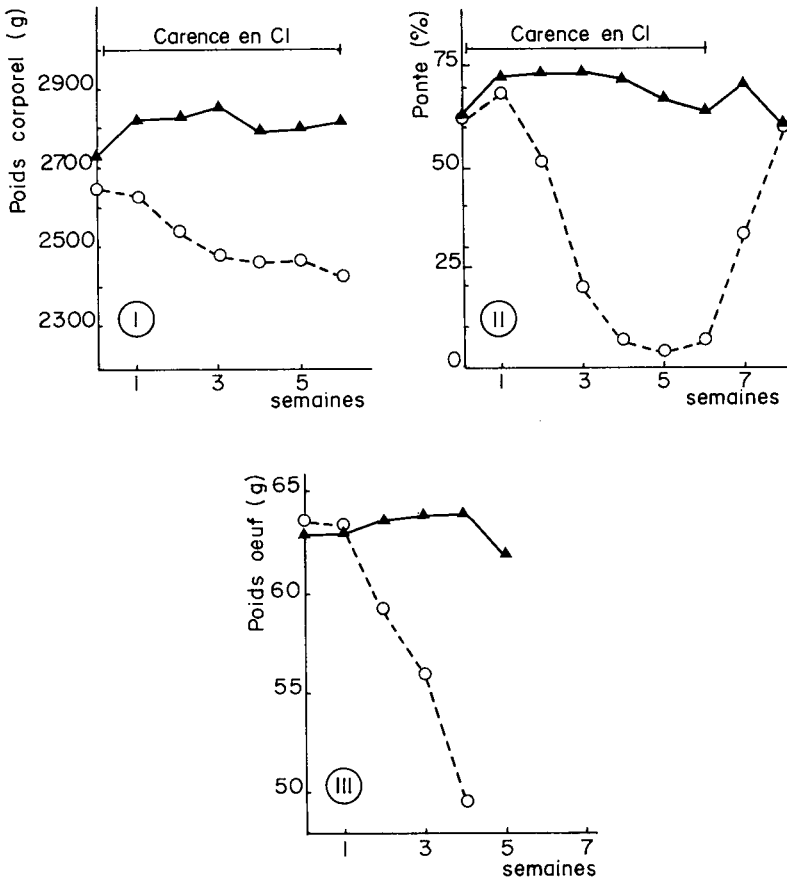 Carence en Cl
Poids corporel (g)
2900
2700
2500
2300
I
1 3 5
semaines
Carence en Cl
Ponte (%)
75
50
25
0
II
1 3 5 7
semaines
Poids oeuf (g)
65
60
55
50
III
1 3 5 7
semaines